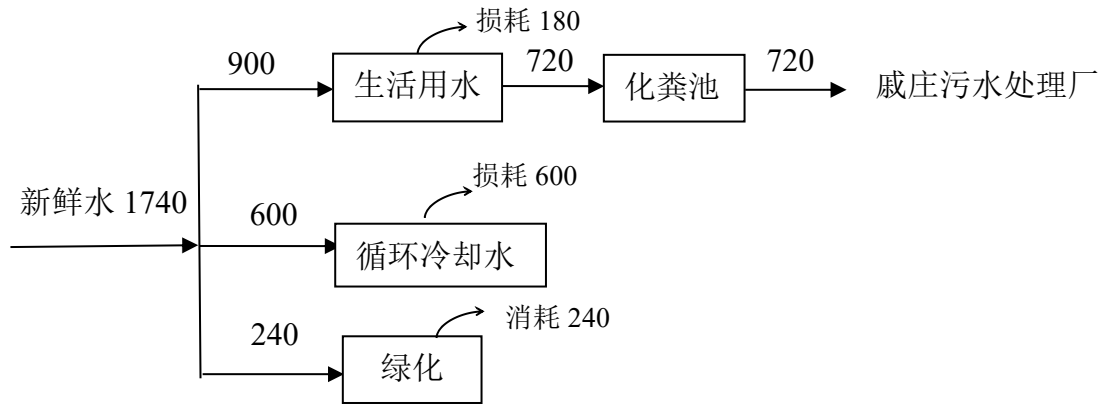 损耗 180
900
生活用水
720
化粪池
720
戚庄污水处理厂
新鲜水 1740
损耗 600
600
循环冷却水
消耗 240
240
绿化